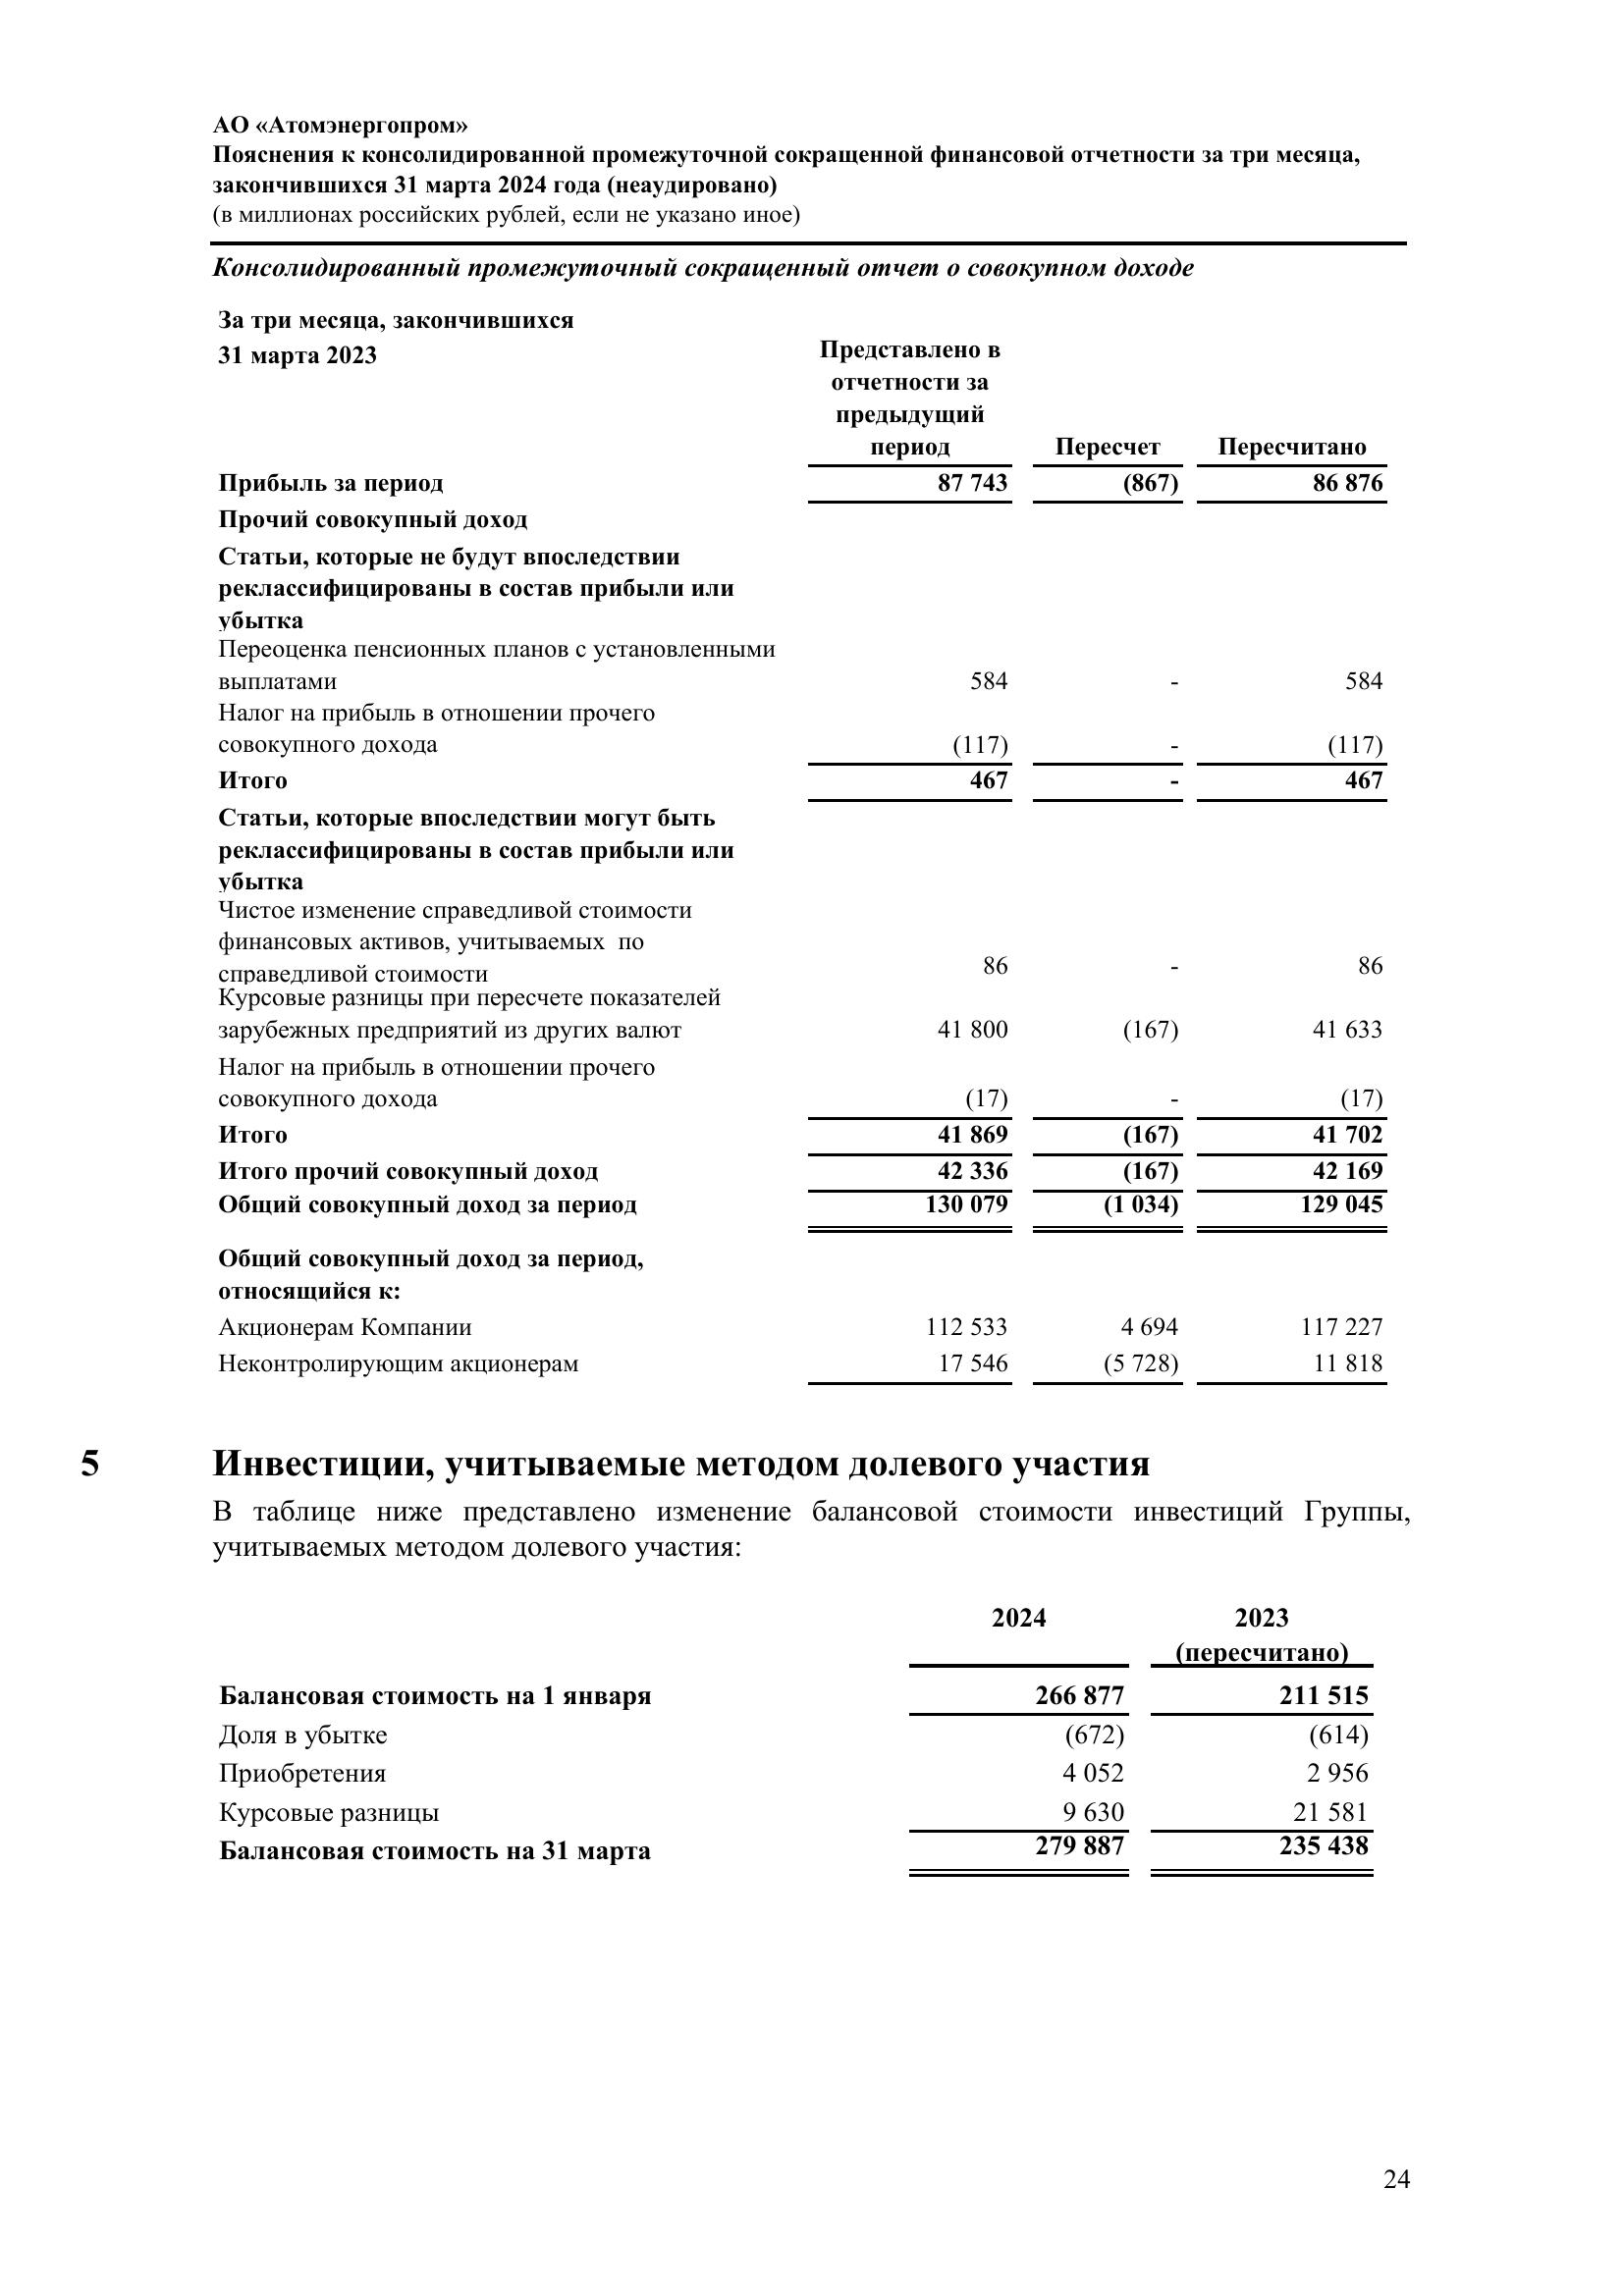 АО «Атомэнергопром»
Пояснения к консолидированной промежуточной сокращенной финансовой отчетности за три месяца,
закончившихся 31 марта 2024 года (неаудировано)
(в миллионах российских рублей, если не указано иное)
Консолидированный промежуточный сокращенный отчет о совокупном доходе
За три месяца, закончившихся
31 марта 2023
Представлено в
отчетности за
предыдущий
период Пересчет Пересчитано
Прибыль за период 87 743 (867) 86 876
Прочий совокупный доход
Статьи, которые не будут впоследствии
реклассифицированы в состав прибыли или
убытка
Переоценка пенсионных планов с установленными
выплатами 584 - 584
Налог на прибыль в отношении прочего
совокупного дохода (117) - (117)
Итого 467 - 467
Статьи, которые впоследствии могут быть
реклассифицированы в состав прибыли или
убытка
Чистое изменение справедливой стоимости
финансовых активов, учитываемых по
справедливой стоимости 86 - 86
Курсовые разницы при пересчете показателей
зарубежных предприятий из других валют 41 800 (167) 41 633
Налог на прибыль в отношении прочего
совокупного дохода (17) - (17)
Итого 41 869 (167) 41 702
Итого прочий совокупный доход 42 336 (167) 42 169
Общий совокупный доход за период 130 079 (1 034) 129 045
Общий совокупный доход за период,
относящийся к:
Акционерам Компании 112 533 4 694 117 227
Неконтролирующим акционерам 17 546 (5 728) 11 818
5 Инвестиции, учитываемые методом долевого участия
В таблице ниже представлено изменение балансовой стоимости инвестиций Группы,
учитываемых методом долевого участия:
2024 2023
(пересчитано)
Балансовая стоимость на 1 января 266 877 211 515
Доля в убытке (672) (614)
Приобретения 4 052 2 956
Курсовые разницы 9 630 21 581
Балансовая стоимость на 31 марта 279 887 235 438
24